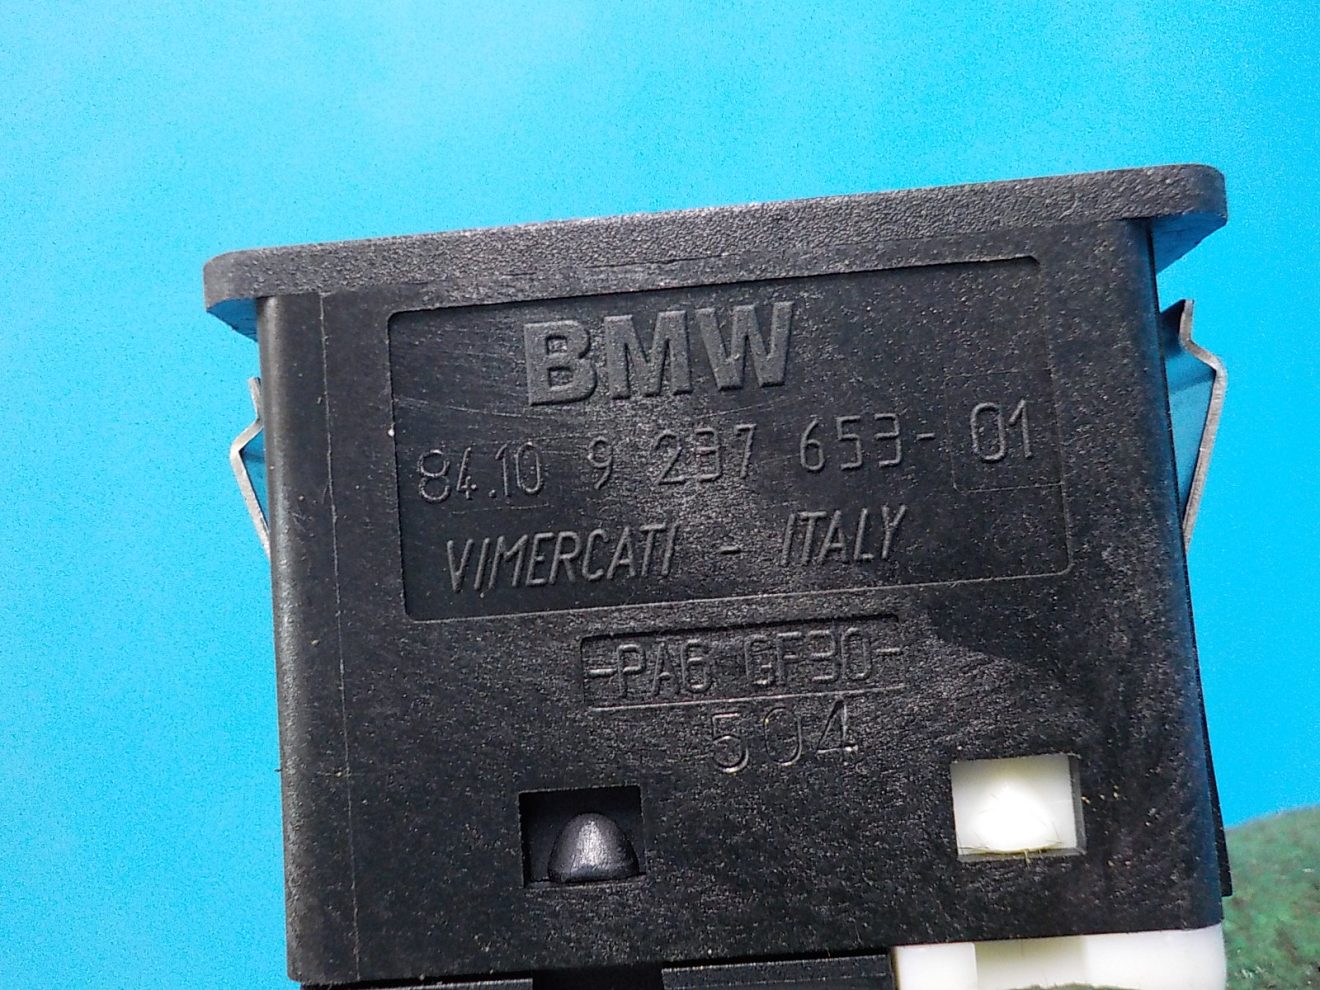 BMW
84.10 9 237 653-01
VIMERCATI - ITALY
-PA6 GF30-
504